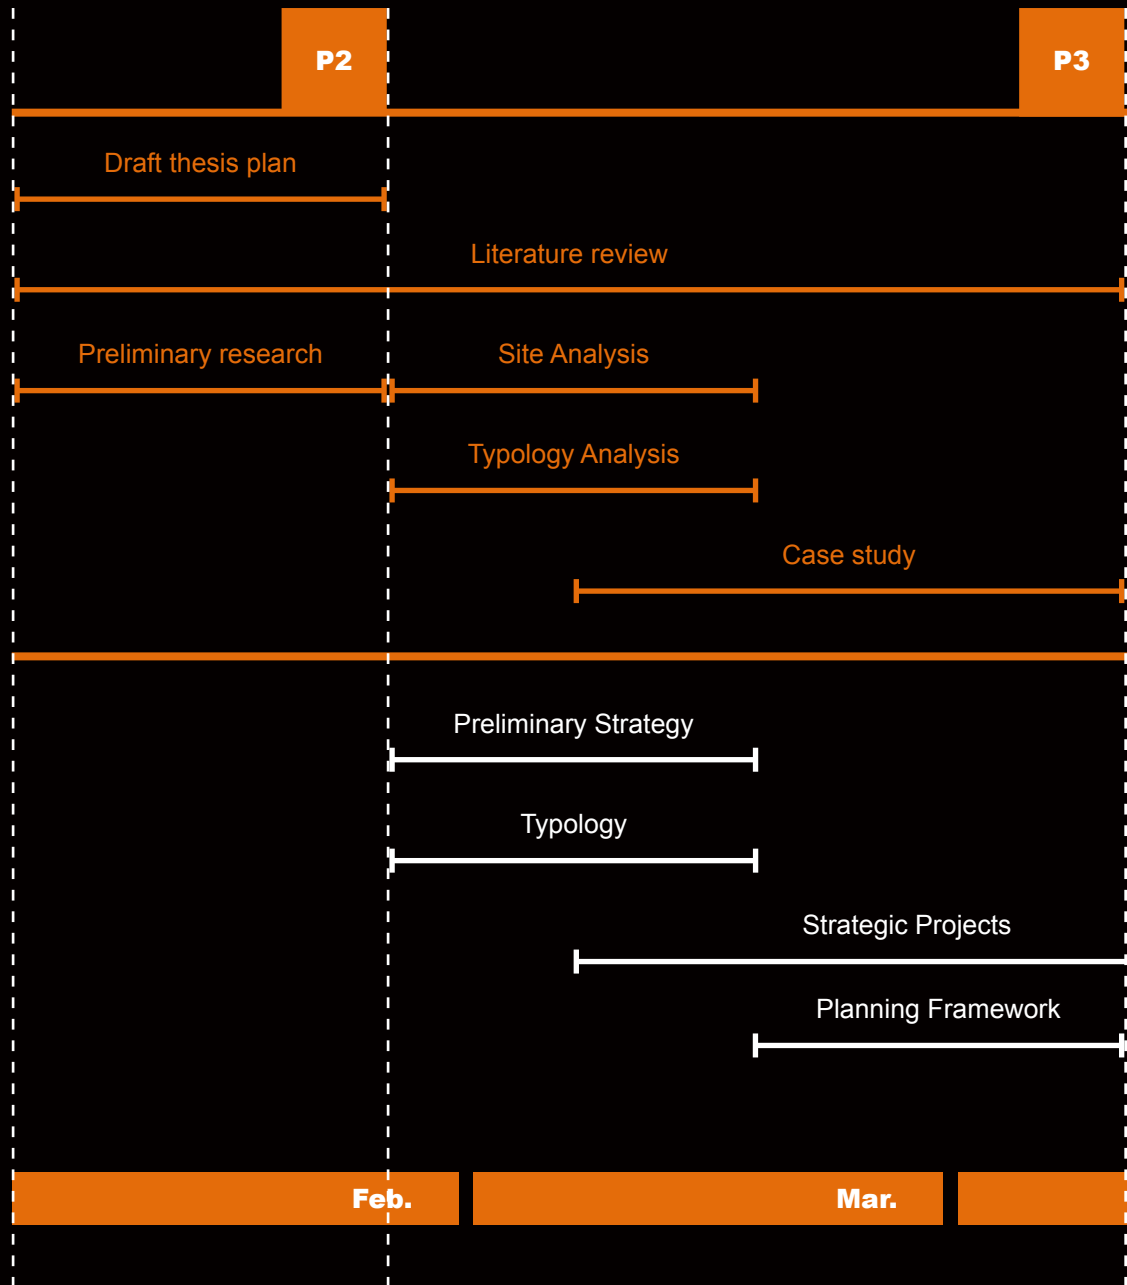 P2
P3
Draft thesis plan
Literature review
Preliminary research
Site Analysis
Typology Analysis
Case study
Preliminary Strategy
Typology
Strategic Projects
Planning Framework
Feb.
Mar.